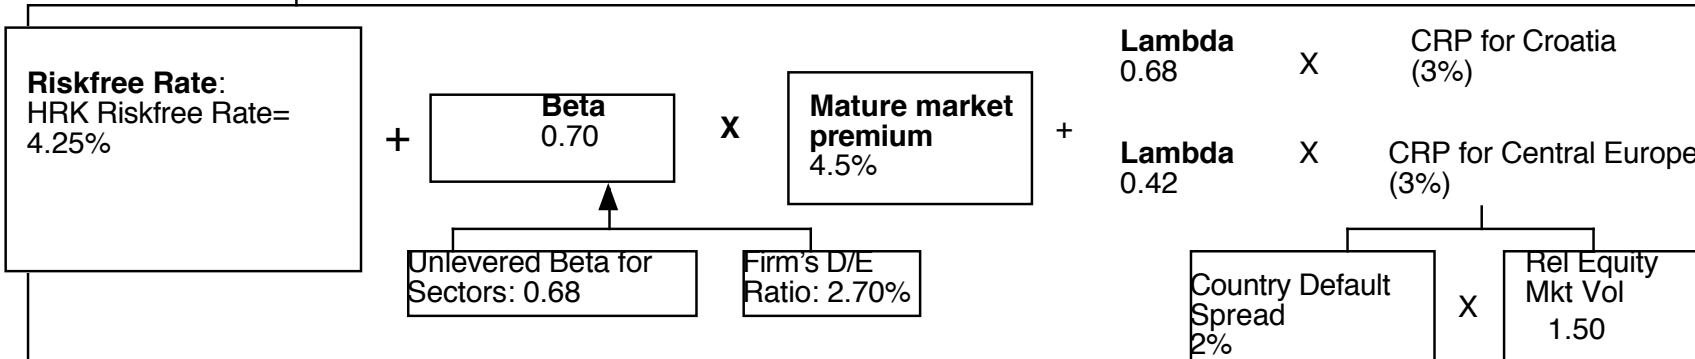 Riskfree Rate:
HRK Riskfree Rate=
4.25%
+
Beta
0.70
X
Mature market
premium
4.5%
+
Lambda
0.68
X
CRP for Croatia
(3%)
Lambda
0.42
X
CRP for Central Europe
(3%)
Unlevered Beta for
Sectors: 0.68
Firm's D/E
Ratio: 2.70%
Country Default
Spread
2%
X
Rel Equity
Mkt Vol
1.50